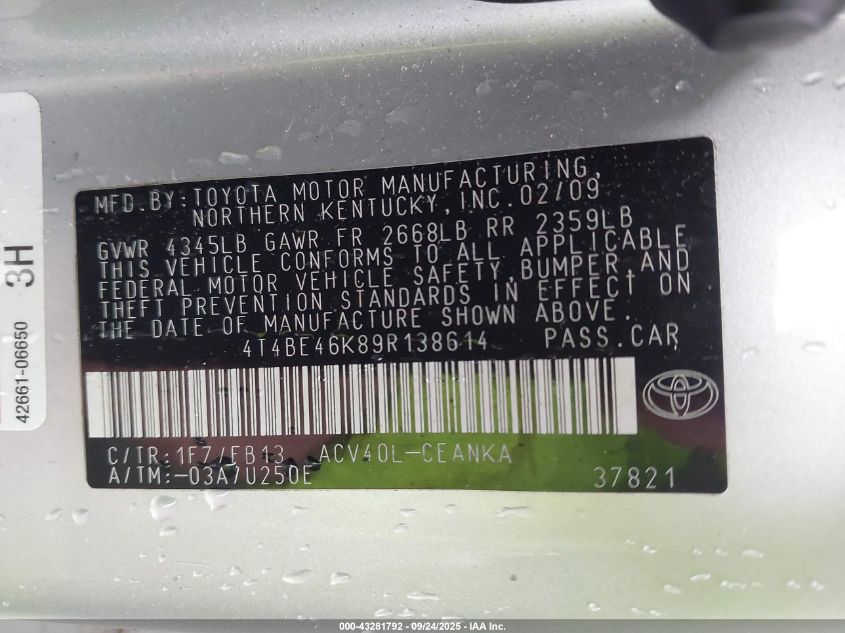 MFD.BY:TOYOTA MOTOR MANUFACTURING,
NORTHERN KENTUCKY, INC.02/09
GVWR 4345LB GAWR FR 2668LB RR 2359LB
THIS VEHICLE CONFORMS TO ALL APPLICABLE
FEDERAL MOTOR VEHICLE SAFETY,BUMPER,AND
THEFT PREVENTION STANDARDS IN EFFECT ON
THE DATE OF MANUFACTURE SHOWN ABOVE.
4T4BE46K89R138614 PASS.CAR
C/TR:1F7/FB43 ACV40L-CEANKA
A/TM:-03A/U250E 37821
3H
42661-06650
000-43281792 - 09/24/2025 - IAA Inc.